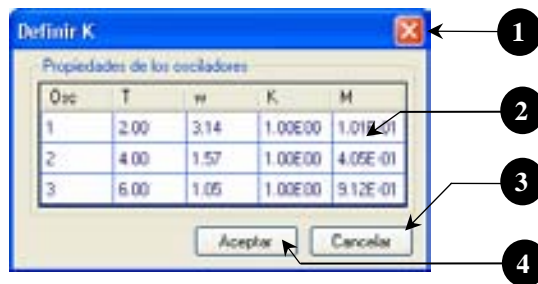 Definir K
1
Propiedades de los osciladores
Osc T w K M
1 2.00 3.14 1.00E00 1.01E-01
2
2 4.00 1.57 1.00E00 4.05E-01
3 6.00 1.05 1.00E00 9.12E-01
3
Aceptar Cancelar
4